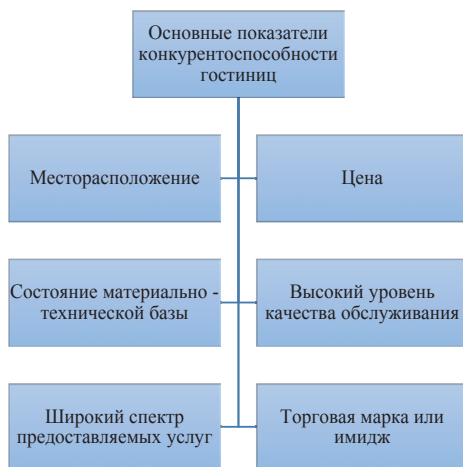 Основные показатели
конкурентоспособности
гостиниц
Месторасположение
Цена
Состояние материально -
технической базы
Высокий уровень
качества обслуживания
Широкий спектр
предоставляемых услуг
Торговая марка или
имидж